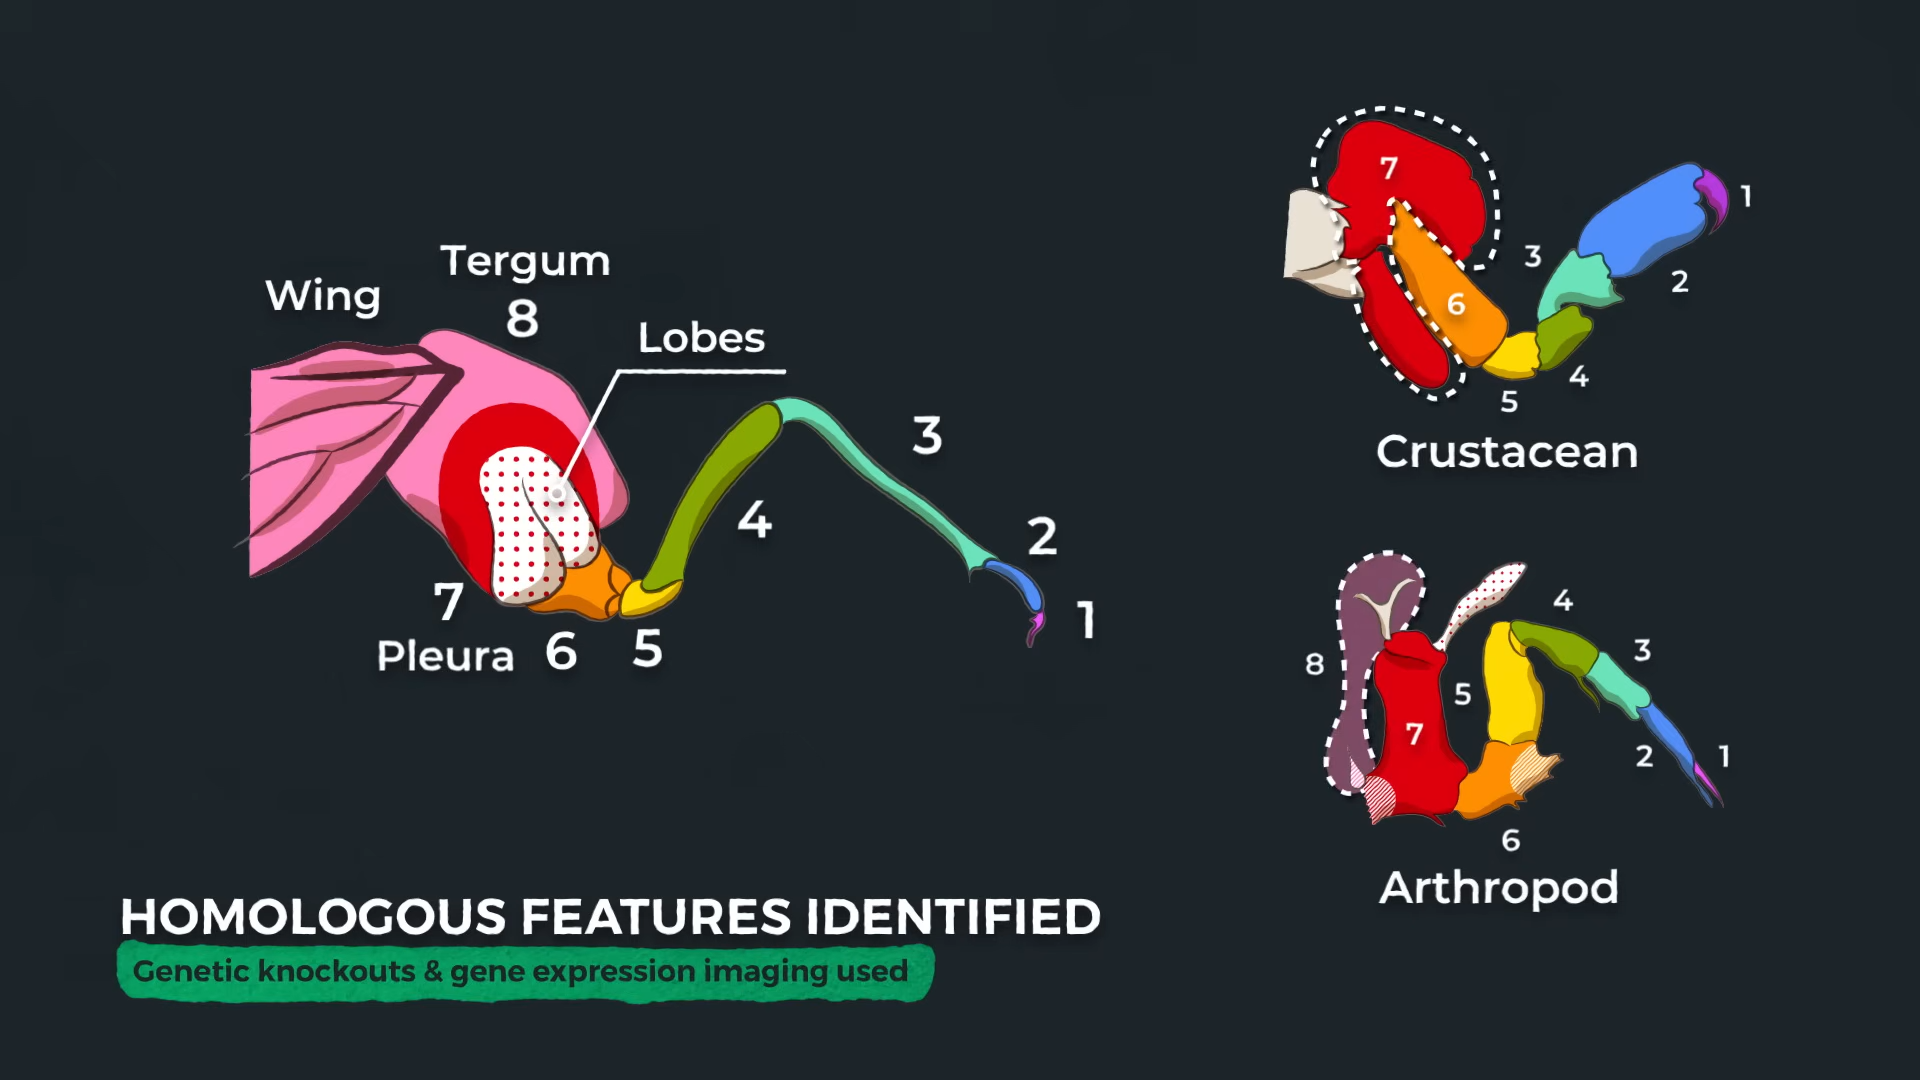 Wing
Tergum
8
Lobes
3
4
2
1
7
Pleura
6
5
7
6
3
1
2
4
5
Crustacean
8
7
5
4
3
2
1
6
Arthropod
HOMOLOGOUS FEATURES IDENTIFIED
Genetic knockouts & gene expression imaging used